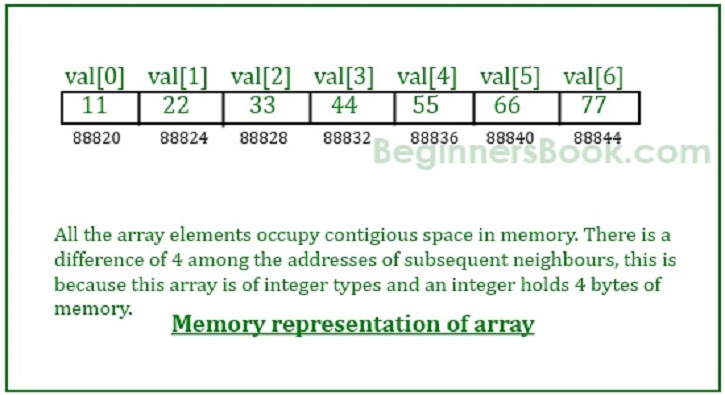 val[0] val[1] val[2] val[3] val[4] val[5] val[6]
11 22 33 44 55 66 77
88820 88824 88828 88832 88836 88840 88844
BeginnersBook.com
All the array elements occupy contigious space in memory. There is a
difference of 4 among the addresses of subsequent neighbours, this is
because this array is of integer types and an integer holds 4 bytes of
memory.
Memory representation of array